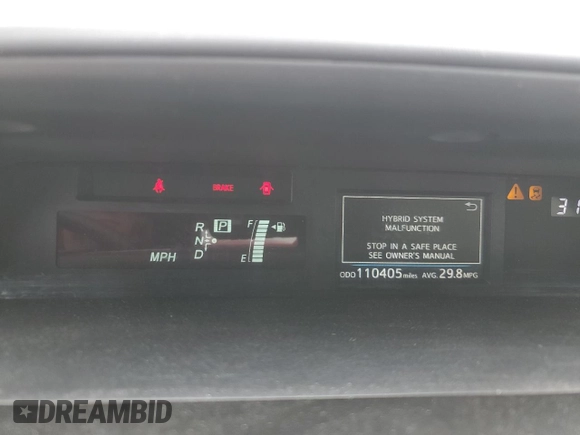 BRAKE
R P F
N
D
MPH E
HYBRID SYSTEM
MALFUNCTION
STOP IN A SAFE PLACE
SEE OWNER'S MANUAL
ODO 110405 miles AVG. 29.8 MPG
31
DREAMBID